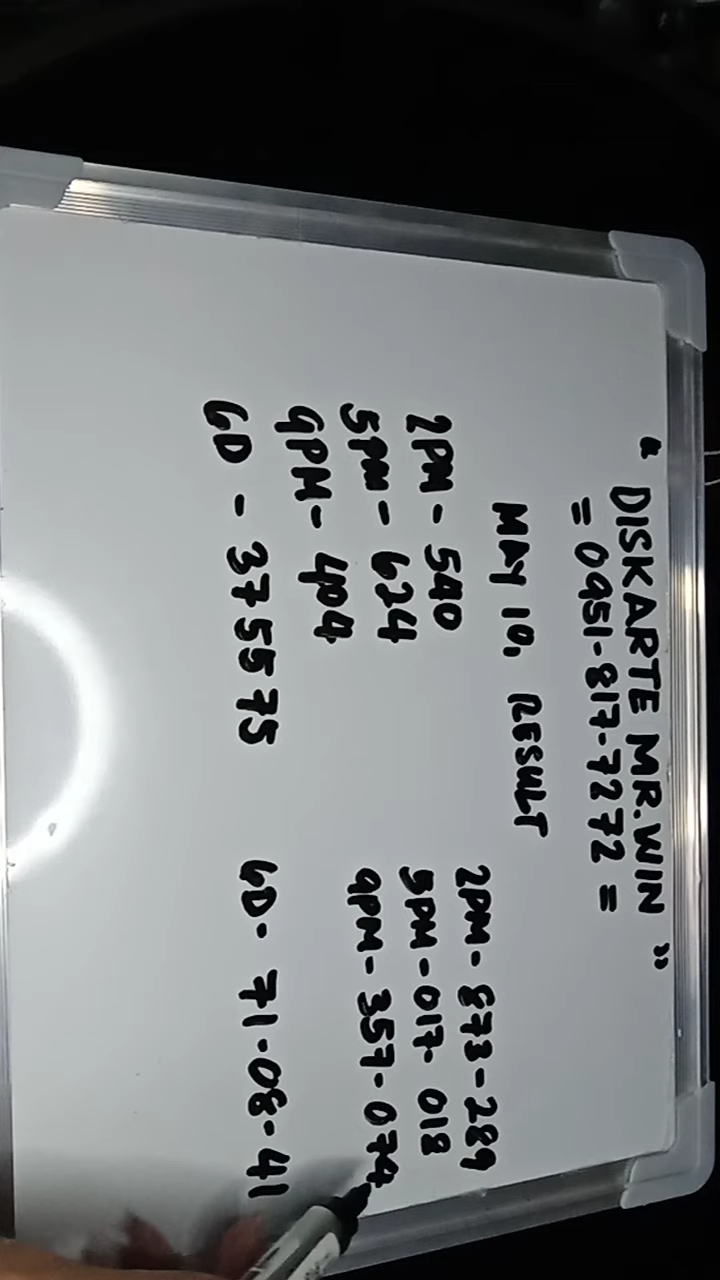 “ DISKARTE MR.WIN ”
= 0951-817-7272 =
MAY 10, RESULT
2PM - 540
5PM - 624
9PM - 404
6D - 375575
2PM - 873 - 289
5PM - 017- 018
9PM - 357 - 074
6D - 71-08-41